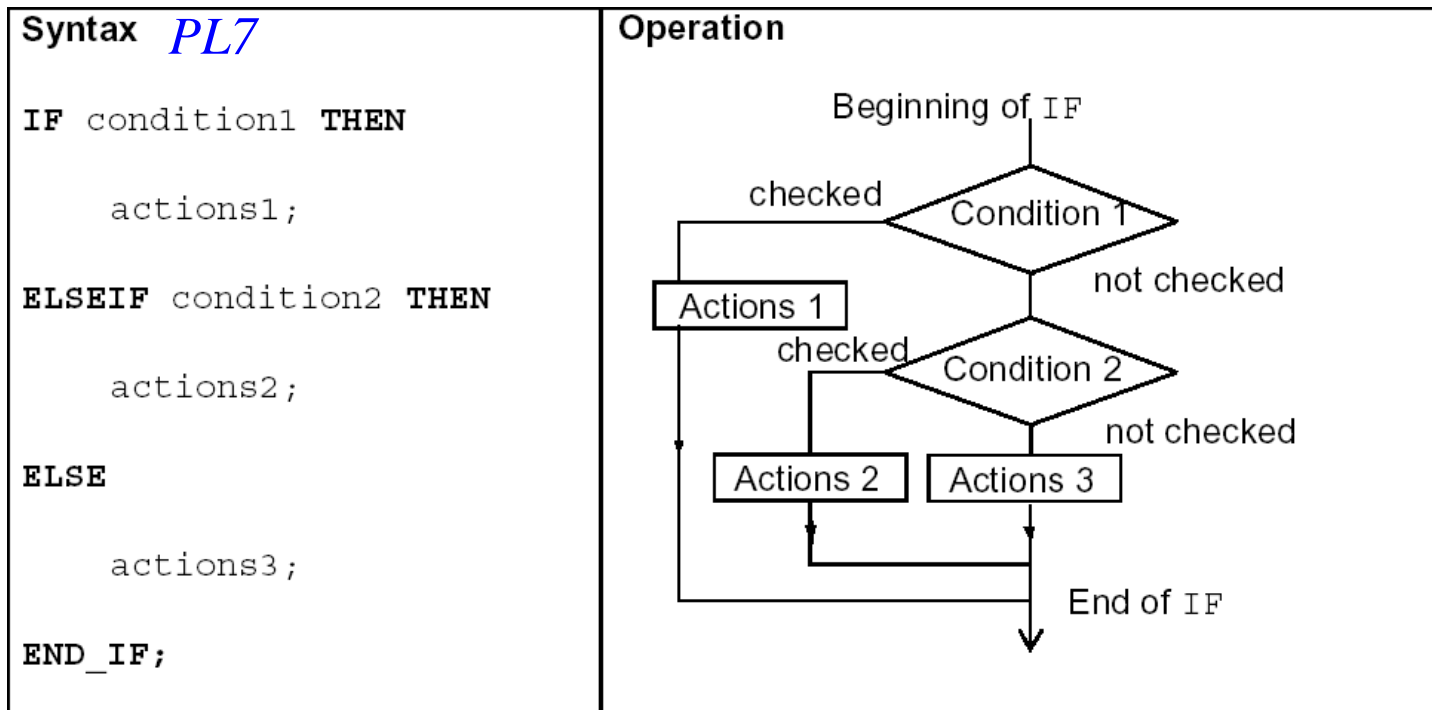 Syntax PL7
IF condition1 THEN
actions1;
ELSEIF condition2 THEN
actions2;
ELSE
actions3;
END_IF;
Operation
Beginning of IF
checked
Condition 1
not checked
Actions 1
checked
Condition 2
not checked
Actions 2
Actions 3
End of IF